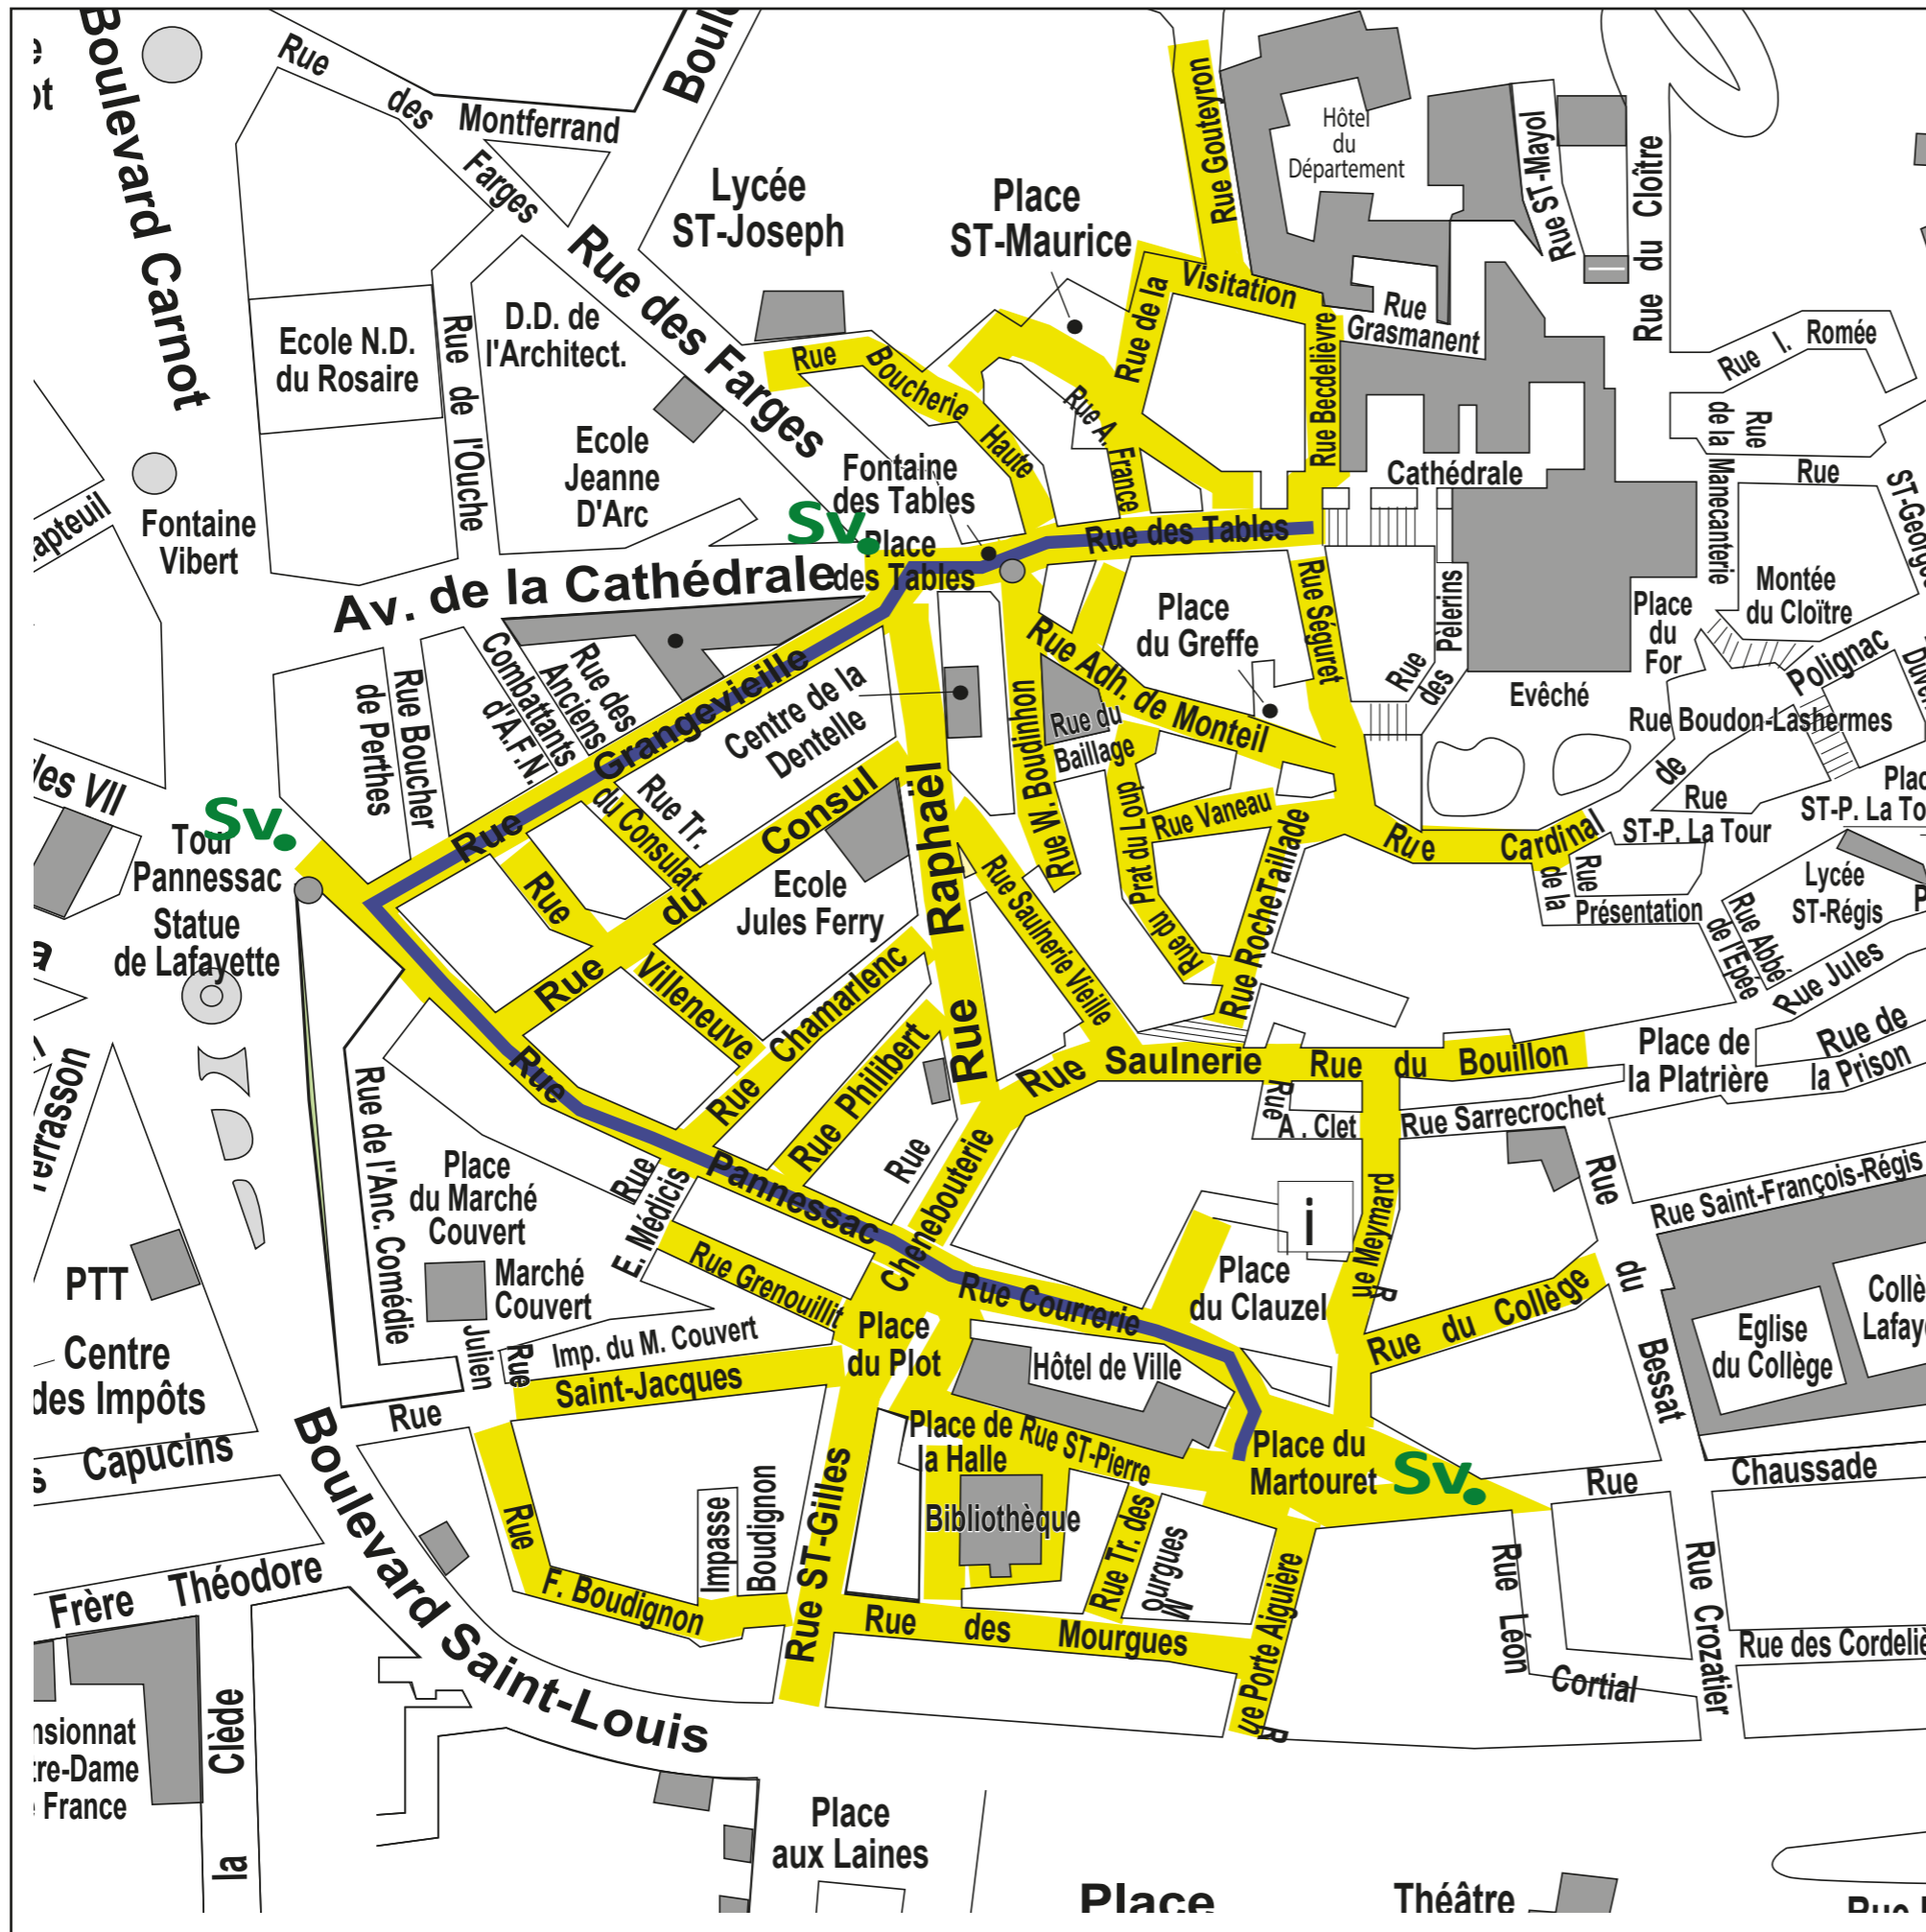 Boulevard Carnot
Rue
des
Farges
Montferrand
Rue des Farges
Lycée
ST-Joseph
Place
ST-Maurice
Rue Gouteyron
Hôtel
du
Département
Rue ST-Mayol
Rue du Cloître
Visitation
Rue de la
Rue
Grasmanent
Rue Becdelièvre
Rue I. Romée
Ecole N.D.
du Rosaire
Rue de l'Ouche
D.D. de
l'Architect.
Rue
Boucherie
Haute
Rue A. France
Rue
de la Manecanterie
Rue
ST-Georges
Ecole
Jeanne
D'Arc
Fontaine
des Tables
Cathédrale
Fontaine
Vibert
Sv.
Place
des Tables
Rue des Tables
Av. de la Cathédrale
Montée
du Cloïtre
Place
du Greffe
Rue Séguret
Rue
des
Pèlerins
Place
du
For
Polignac
Rue Adh. de Monteil
Evêché
Rue Boudon-Lashermes
Rue Boucher
de Perthes
Rue des
Anciens
Combattants
d'A.F.N.
Rue Grangevieille
Centre de la
Dentelle
Rue W. Boudinhon
Rue du
Baillage
de
Rue
ST-P. La Tour
Sv.
Tour
Pannessac
Statue
de Lafayette
Rue Tr.
du Consulat
Rue du Consul
Ecole
Jules Ferry
Rue Raphaël
Rue Saulnerie Vieille
Rue du Prat du Loup
Rue Vaneau
Rue RocheTaillade
Rue Cardinal
Rue
de la
Présentation
Lycée
ST-Régis
Rue Abbé
de l'Epée
Rue Jules
Rue
Villeneuve
Rue Chamarlenc
Rue Philibert
Rue
Rue
Chenebouterie
Rue Saulnerie
Rue du Bouillon
Place de
la Platrière
Rue de
la Prison
Rue
A . Clet
Rue Sarrecrochet
Rue Saint-François-Régis
Rue de l'Anc. Comédie
Place
du Marché
Couvert
Rue
E. Médicis
Rue Pannessac
Rue Grenouillit
Marché
Couvert
i
Rue Meymard
Place
du Clauzel
Rue Courrerie
Rue du Collège
Rue du Bessat
Eglise
du Collège
PTT
Centre
des Impôts
Capucins
Rue
Julien
Rue
Imp. du M. Couvert
Saint-Jacques
Place
du Plot
Hôtel de Ville
Place de
la Halle
Rue ST-Pierre
Place du
Martouret
Sv.
Rue
Chaussade
Bibliothèque
Rue Tr. des
Mourgues
Rue
F. Boudignon
Impasse
Boudignon
Rue ST-Gilles
Rue des Mourgues
Rue Porte Aiguière
Rue Léon
Cortial
Rue Crozatier
Frère Théodore
Boulevard Saint-Louis
la Clède
France
Place
aux Laines
Place
Théâtre